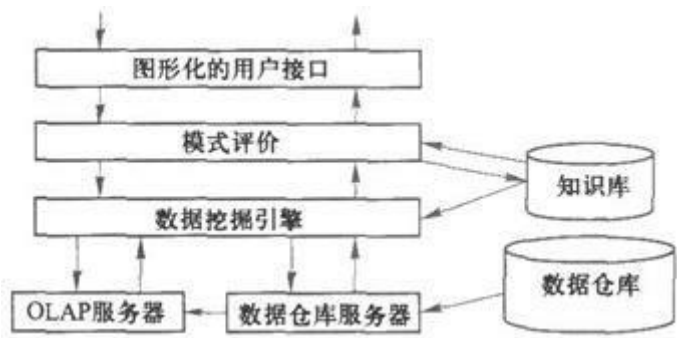 图形化的用户接口
模式评价
知识库
数据挖掘引擎
数据仓库
OLAP服务器
数据仓库服务器